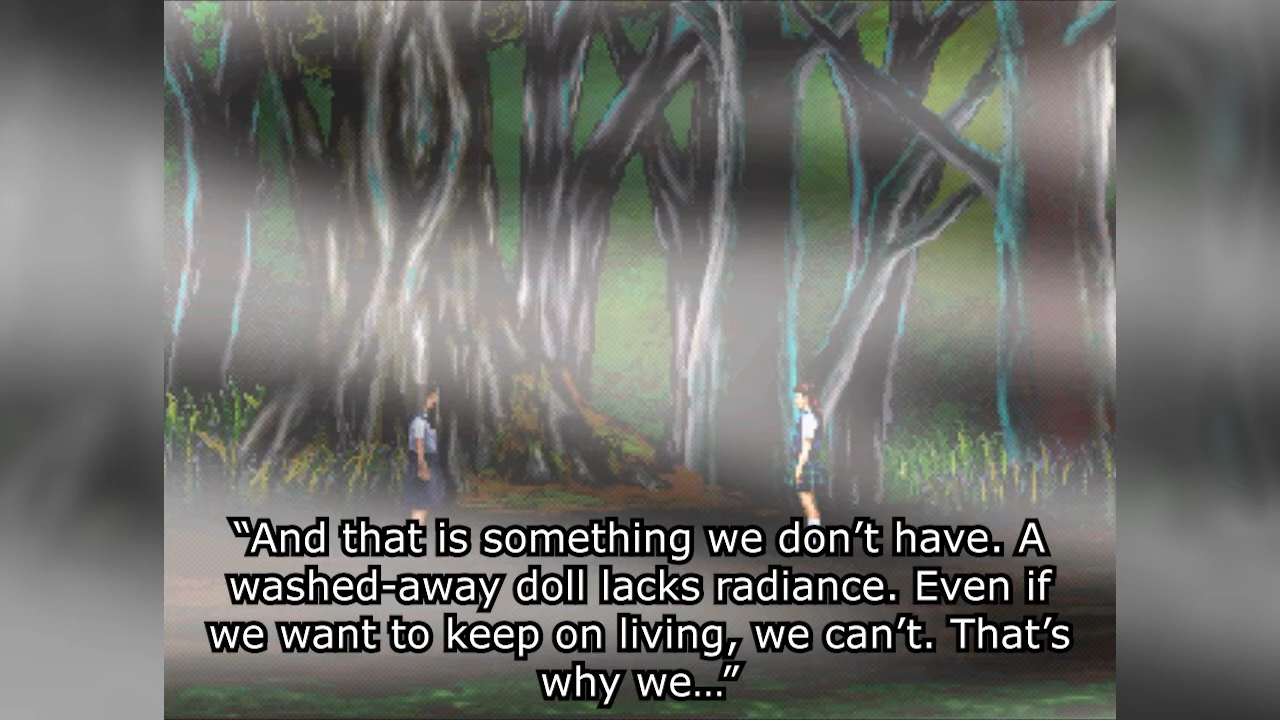 “And that is something we don’t have. A
washed-away doll lacks radiance. Even if
we want to keep on living, we can’t. That’s
why we…”